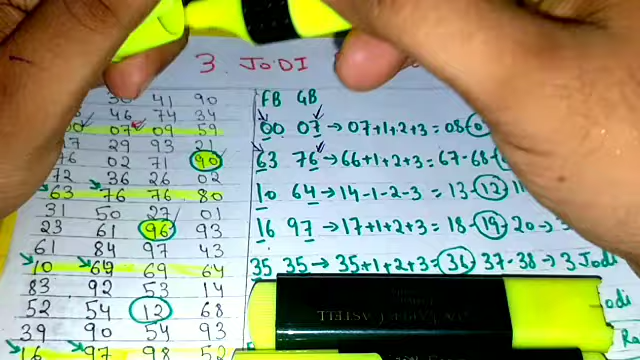 3 JODI
30 41 90
46 74 34
07 09 59
29 93 21
02 71 90
72 36 26 02
63 76 76 80
31 50 27 01
23 61 96 93
61 84 97 43
10 64 69 64
83 92 53 14
52 54 12 68
39 90 54 93
16 97 98 52
FB GB
00 07 → 07+1+2+3 = 08
63 76 → 66+1+2+3 = 67-68
10 64 → 14-1-2-3 = 13-12
16 97 → 17+1+2+3 = 18-19-20 →
35 35 → 35+1+2+3 = 36 37-38 → 3 Jodi